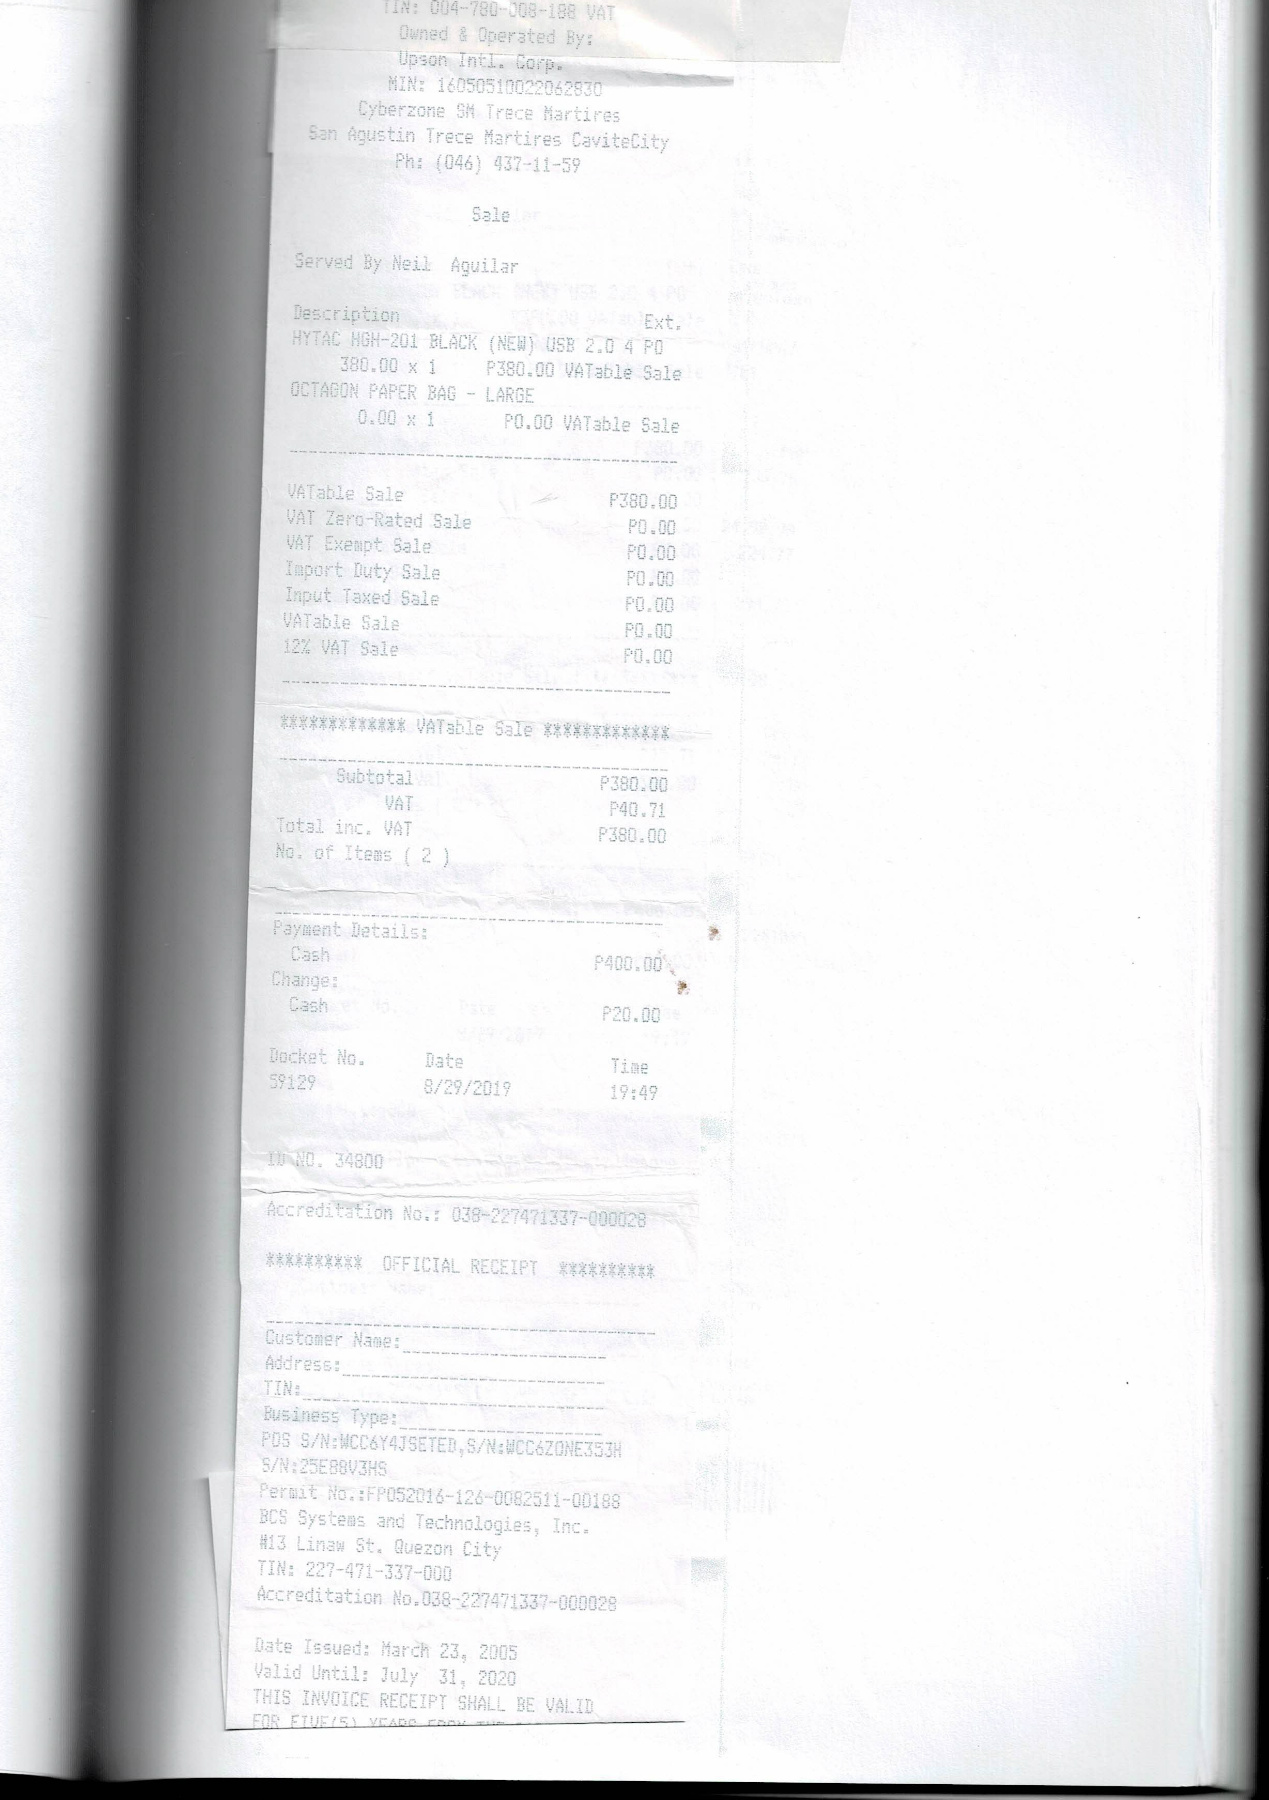 TIN: 004-780-008-188 VAT
Owned & Operated By:
Upson Intl. Corp.
MIN: 16050510022062830
Cyberzone SM Trece Martires
San Agustin Trece Martires CaviteCity
Ph: (046) 437-11-59
Sale
Served By Neil Aguilar
Description Ext.
HYTAC HGH-201 BLACK (NEW) USB 2.0 4 PO
380.00 x 1 P380.00 VATable Sale
OCTAGON PAPER BAG - LARGE
0.00 x 1 P0.00 VATable Sale
VATable Sale P380.00
VAT Zero-Rated Sale P0.00
VAT Exempt Sale P0.00
Import Duty Sale P0.00
Input Taxed Sale P0.00
VATable Sale P0.00
12% VAT Sale P0.00
************* VATable Sale *************
Subtotal P380.00
VAT P40.71
Total inc. VAT P380.00
No. of Items ( 2 )
Payment Details:
Cash P400.00
Change:
Cash P20.00
Docket No. Date Time
59129 8/29/2019 19:49
ID NO. 34800
Accreditation No.: 038-227471337-000028
********** OFFICIAL RECEIPT **********
Customer Name:
Address:
TIN:
Business Type:
POS S/N:WCC6Y4JSETED,S/N:WCC6ZONE353H
S/N:25E88V3HS
Permit No.:FP052016-126-0082511-00188
BCS Systems and Technologies, Inc.
#13 Linaw St. Quezon City
TIN: 227-471-337-000
Accreditation No.038-227471337-000028
Date Issued: March 23, 2005
Valid Until: July 31, 2020
THIS INVOICE RECEIPT SHALL BE VALID
FOR FIVE(5) YEARS FROM THE